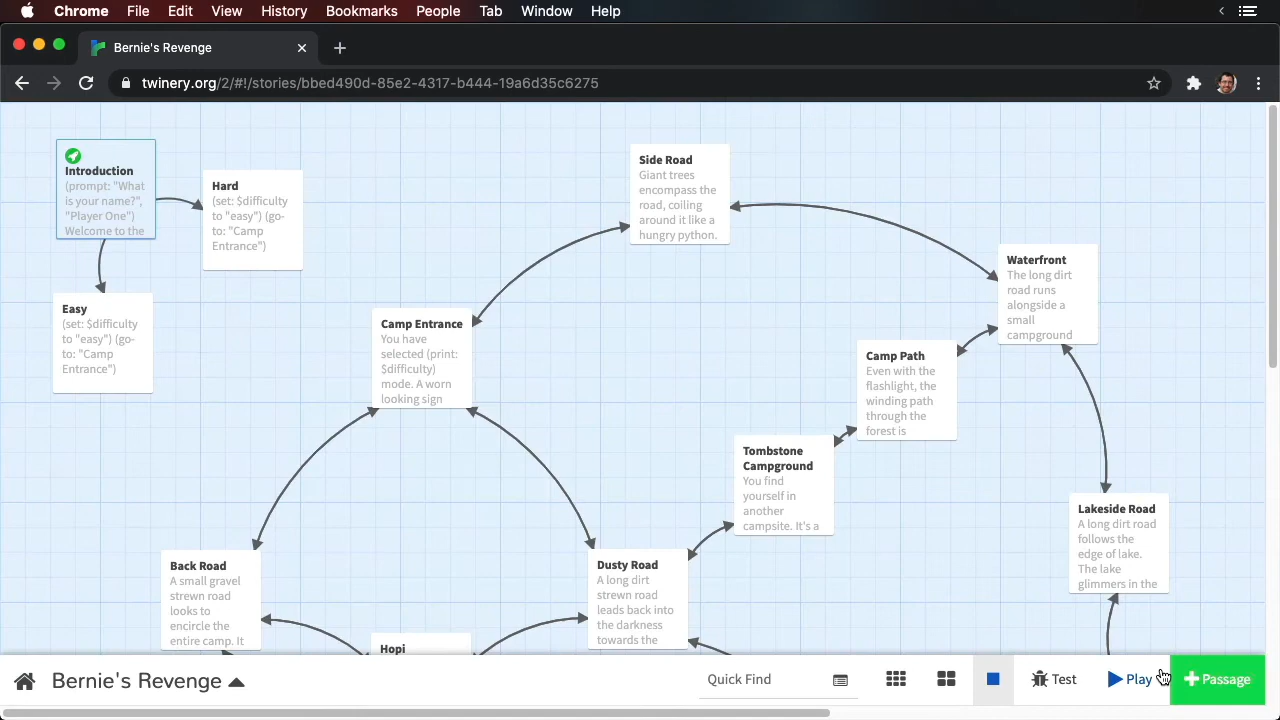 Chrome File Edit View History Bookmarks People Tab Window Help
Bernie's Revenge
twinery.org/2/#!/stories/bbed490d-85e2-4317-b444-19a6d35c6275
Introduction
(prompt: "What
is your name?",
"Player One")
Welcome to the
Hard
(set: $difficulty
to "easy") (go-
to: "Camp
Entrance")
Side Road
Giant trees
encompass the
road, coiling
around it like a
hungry python.
Waterfront
The long dirt
road runs
alongside a
small
campground
Easy
(set: $difficulty
to "easy") (go-
to: "Camp
Entrance")
Camp Entrance
You have
selected (print:
$difficulty)
mode. A worn
looking sign
Camp Path
Even with the
flashlight, the
winding path
through the
forest is
Tombstone
Campground
You find
yourself in
another
campsite. It's a
Lakeside Road
A long dirt road
follows the
edge of lake.
The lake
glimmers in the
Back Road
A small gravel
strewn road
looks to
encircle the
entire camp. It
Dusty Road
A long dirt
strewn road
leads back into
the darkness
towards the
Hopi
Bernie's Revenge
Quick Find
Test
Play
Passage